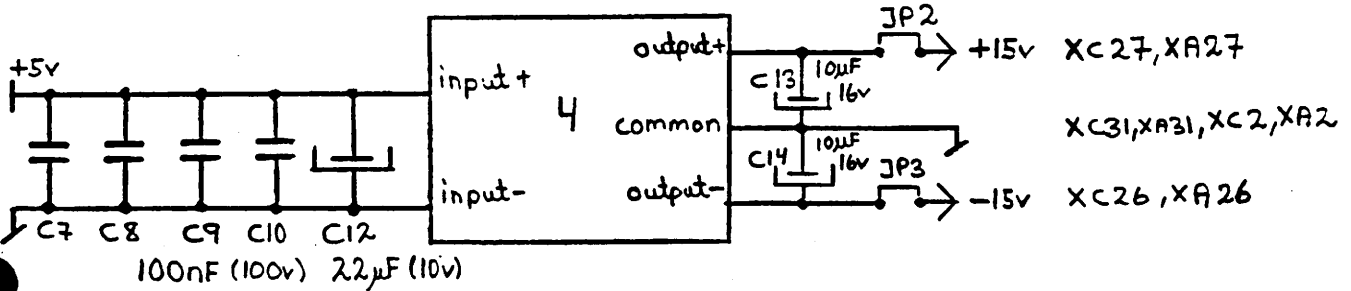 JP2
output+ +15v XC27,XA27
+5v C13 10µF 16v
input+ 4
common XC31,XA31,XC2,XA2
C14 10µF 16v JP3
input- output- -15v XC26,XA26
C7 C8 C9 C10 C12
100nF (100v) 22µF (10v)